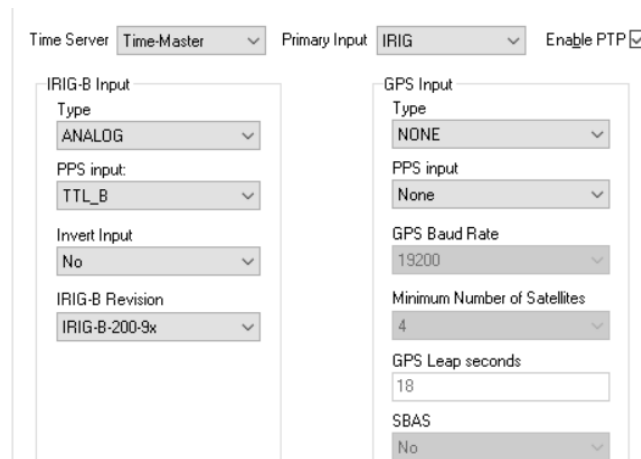 Time Server Time-Master Primary Input IRIG Enable PTP
IRIG-B Input
Type
ANALOG
PPS input:
TTL_B
Invert Input
No
IRIG-B Revision
IRIG-B-200-9x
GPS Input
Type
NONE
PPS input
None
GPS Baud Rate
19200
Minimum Number of Satellites
4
GPS Leap seconds
18
SBAS
No